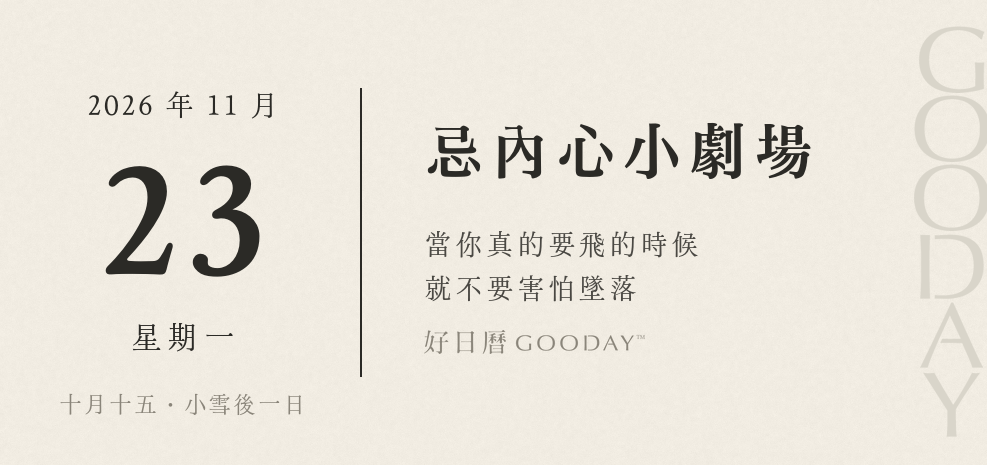 2026 年 11 月
23
星期一
十月十五・小雪後一日
忌內心小劇場
當你真的要飛的時候
就不要害怕墜落
好日曆 GOODAY™
GOODAY